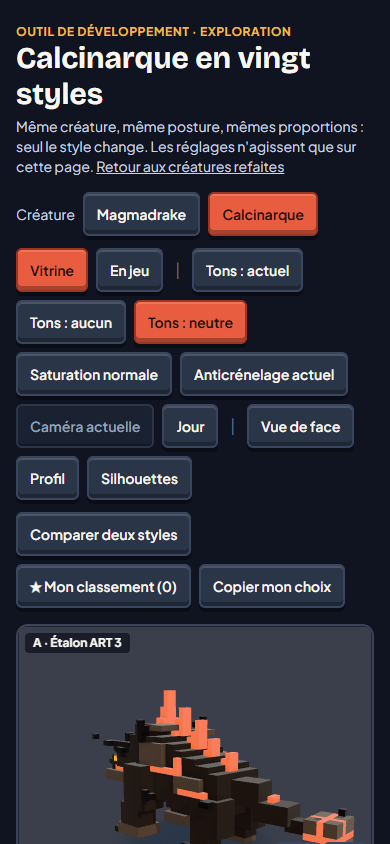 OUTIL DE DÉVELOPPEMENT · EXPLORATION
Calcinarque en vingt
styles
Même créature, même posture, mêmes proportions :
seul le style change. Les réglages n'agissent que sur
cette page. Retour aux créatures refaites
Créature Magmadrake Calcinarque
Vitrine En jeu | Tons : actuel
Tons : aucun Tons : neutre
Saturation normale Anticrénelage actuel
Caméra actuelle Jour | Vue de face
Profil Silhouettes
Comparer deux styles
★ Mon classement (0) Copier mon choix
A · Étalon ART 3